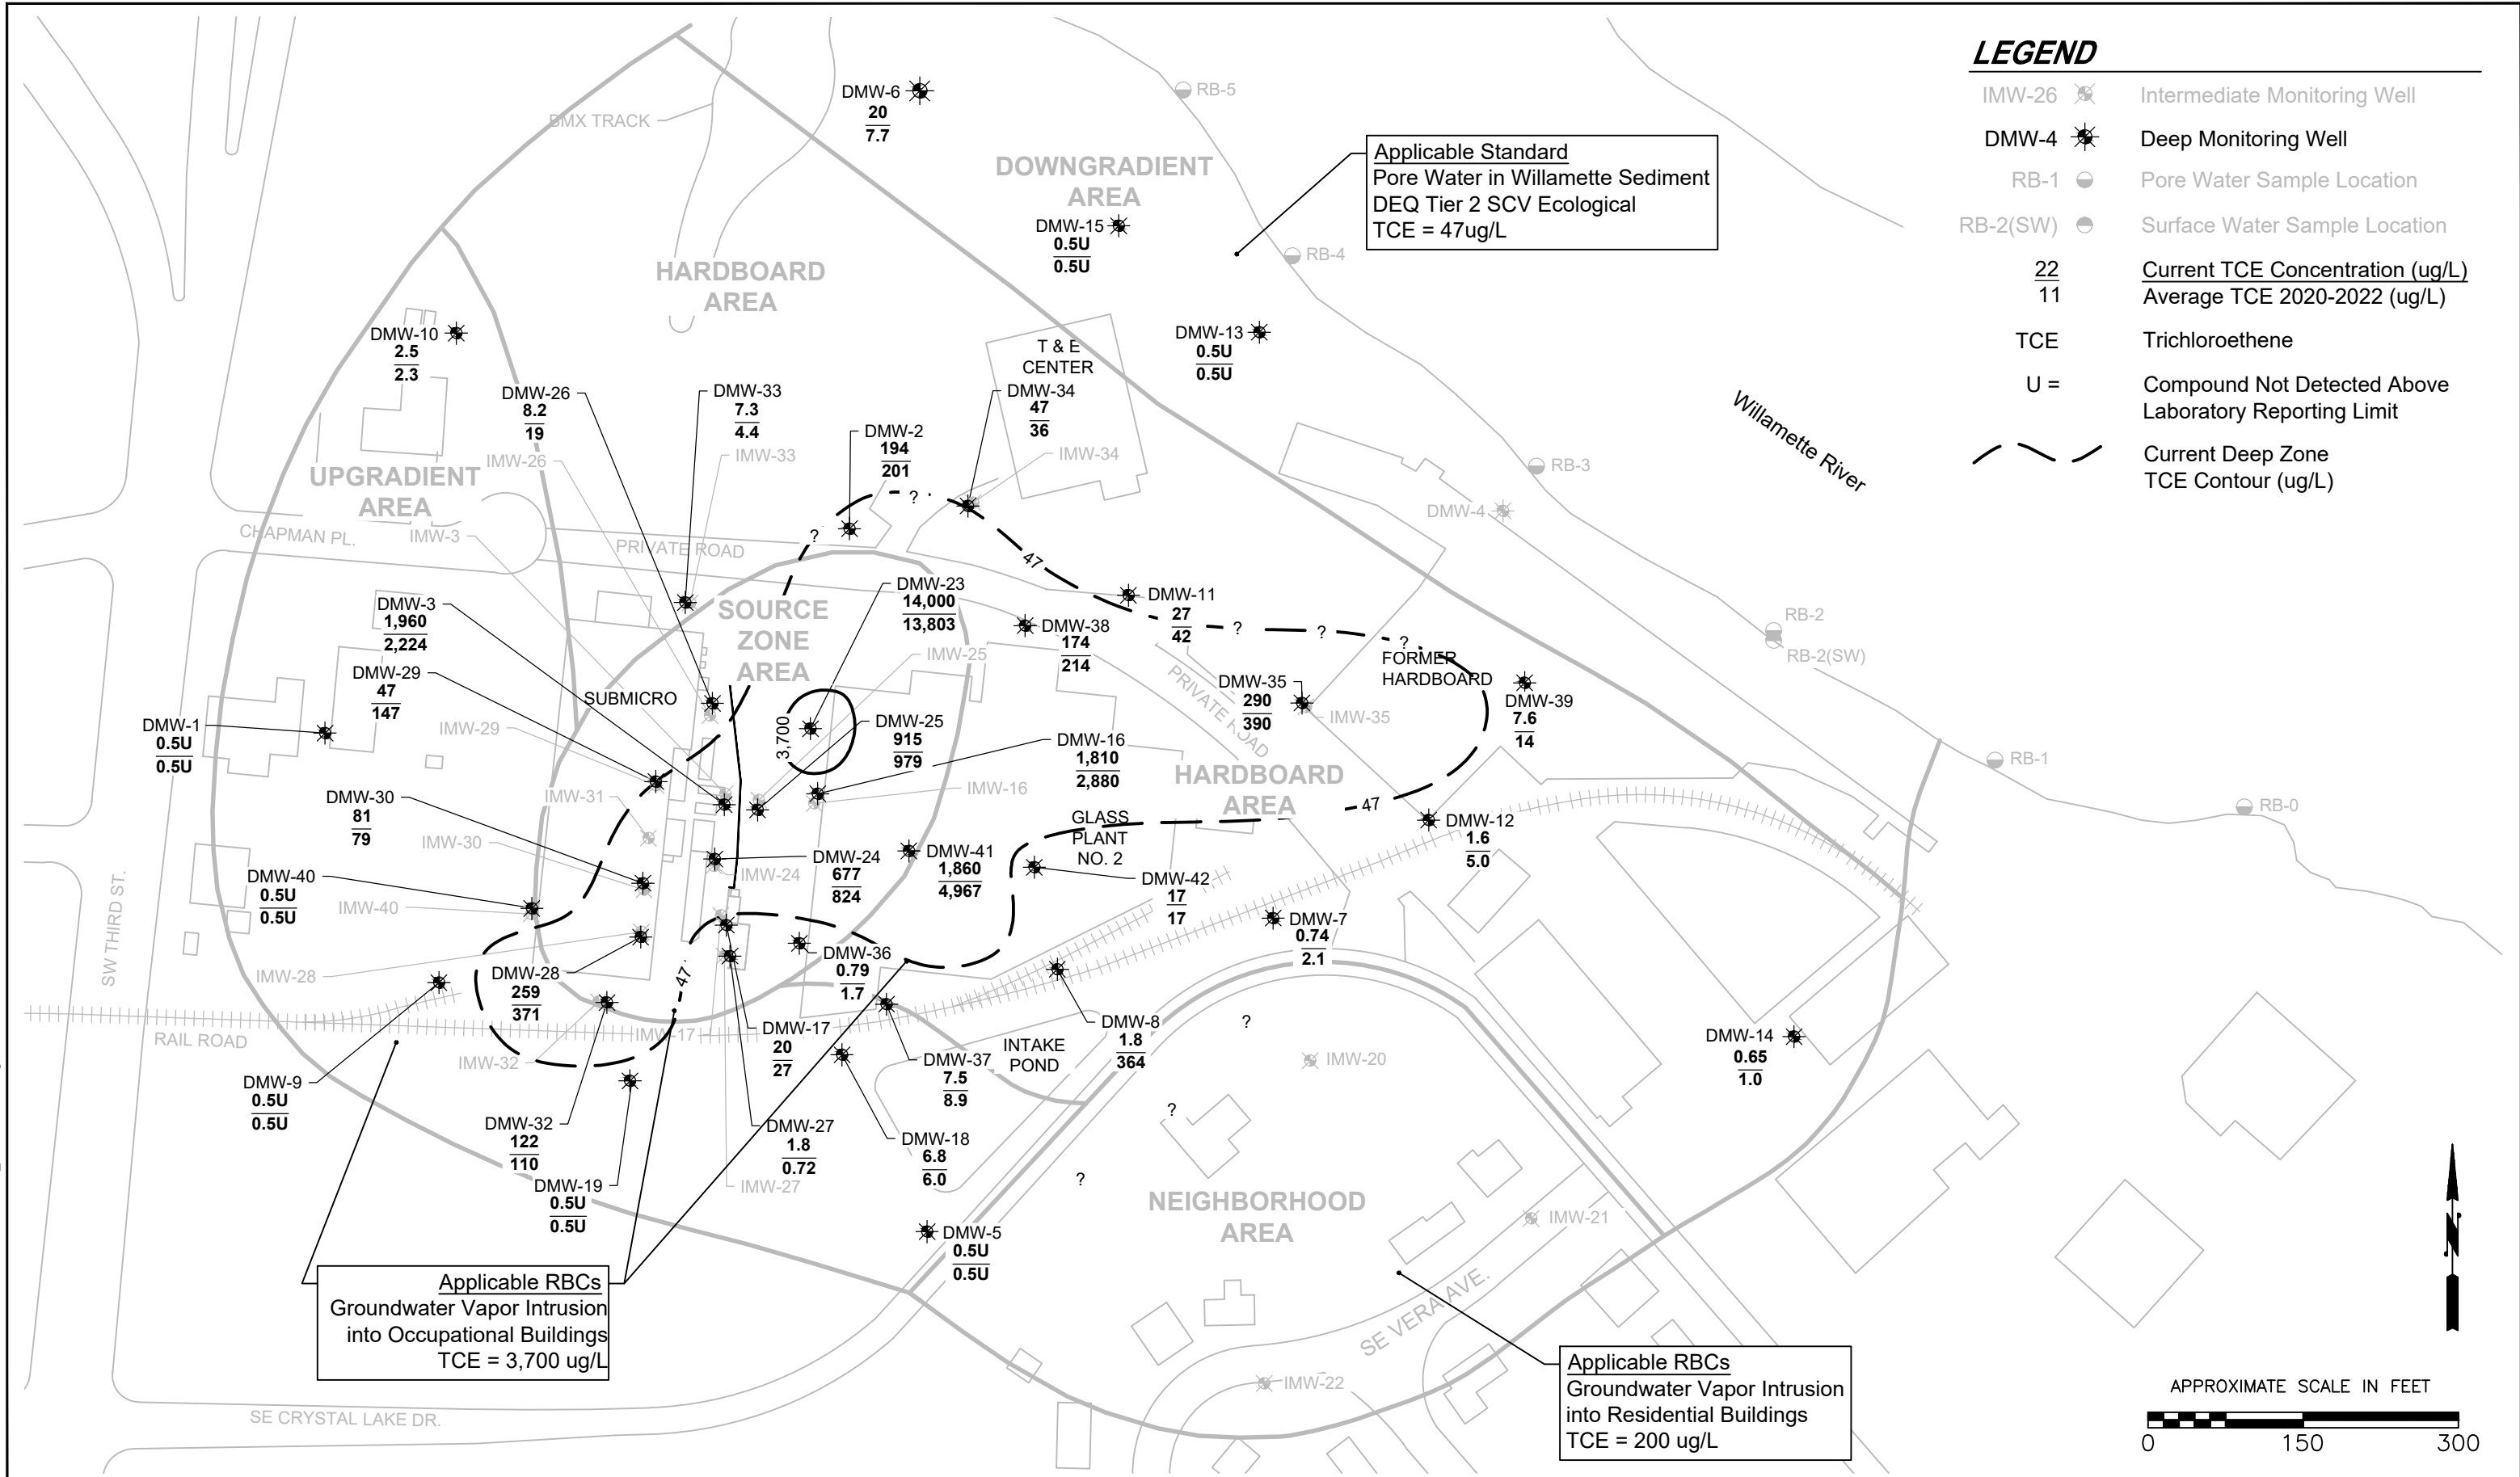 LEGEND
IMW-26 Intermediate Monitoring Well
DMW-4 Deep Monitoring Well
RB-1 Pore Water Sample Location
RB-2(SW) Surface Water Sample Location
22 Current TCE Concentration (ug/L)
11 Average TCE 2020-2022 (ug/L)
TCE Trichloroethene
U = Compound Not Detected Above
Laboratory Reporting Limit
Current Deep Zone
TCE Contour (ug/L)
DMW-6
20
7.7
RB-5
BMX TRACK
DOWNGRADIENT
AREA
Applicable Standard
Pore Water in Willamette Sediment
DEQ Tier 2 SCV Ecological
TCE = 47ug/L
DMW-15
0.5U
0.5U
RB-4
HARDBOARD
AREA
DMW-10
2.5
2.3
DMW-13
0.5U
0.5U
T & E
CENTER
DMW-34
47
36
DMW-26
8.2
19
DMW-33
7.3
4.4
DMW-2
194
201
IMW-26
IMW-33
IMW-34
Willamette River
RB-3
UPGRADIENT
AREA
DMW-4
?
?
CHAPMAN PL.
IMW-3
PRIVATE ROAD
47
DMW-23
14,000
13,803
DMW-11
27
42
DMW-3
1,960
2,224
SOURCE
ZONE
AREA
DMW-38
174
214
?
?
?
RB-2
RB-2(SW)
IMW-25
FORMER
HARDBOARD
PRIVATE ROAD
DMW-29
47
147
SUBMICRO
DMW-35
290
390
IMW-35
DMW-39
7.6
14
DMW-1
0.5U
0.5U
IMW-29
3,700
DMW-25
915
979
DMW-16
1,810
2,880
HARDBOARD
AREA
RB-1
RB-0
DMW-30
81
79
IMW-31
IMW-16
47
GLASS
PLANT
NO. 2
DMW-12
1.6
5.0
IMW-30
DMW-24
677
824
IMW-24
DMW-41
1,860
4,967
DMW-42
17
17
DMW-40
0.5U
0.5U
IMW-40
SW THIRD ST.
DMW-7
0.74
2.1
IMW-28
DMW-28
259
371
47
DMW-36
0.79
1.7
RAIL ROAD
IMW-17
DMW-17
20
27
IMW-32
DMW-37
7.5
8.9
INTAKE
POND
DMW-8
1.8
364
?
IMW-20
DMW-14
0.65
1.0
DMW-9
0.5U
0.5U
?
DMW-32
122
110
DMW-27
1.8
0.72
DMW-18
6.8
6.0
?
DMW-19
0.5U
0.5U
IMW-27
NEIGHBORHOOD
AREA
IMW-21
DMW-5
0.5U
0.5U
Applicable RBCs
Groundwater Vapor Intrusion
into Occupational Buildings
TCE = 3,700 ug/L
SE VERA AVE.
Applicable RBCs
Groundwater Vapor Intrusion
into Residential Buildings
TCE = 200 ug/L
IMW-22
SE CRYSTAL LAKE DR.
N
APPROXIMATE SCALE IN FEET
0 150 300